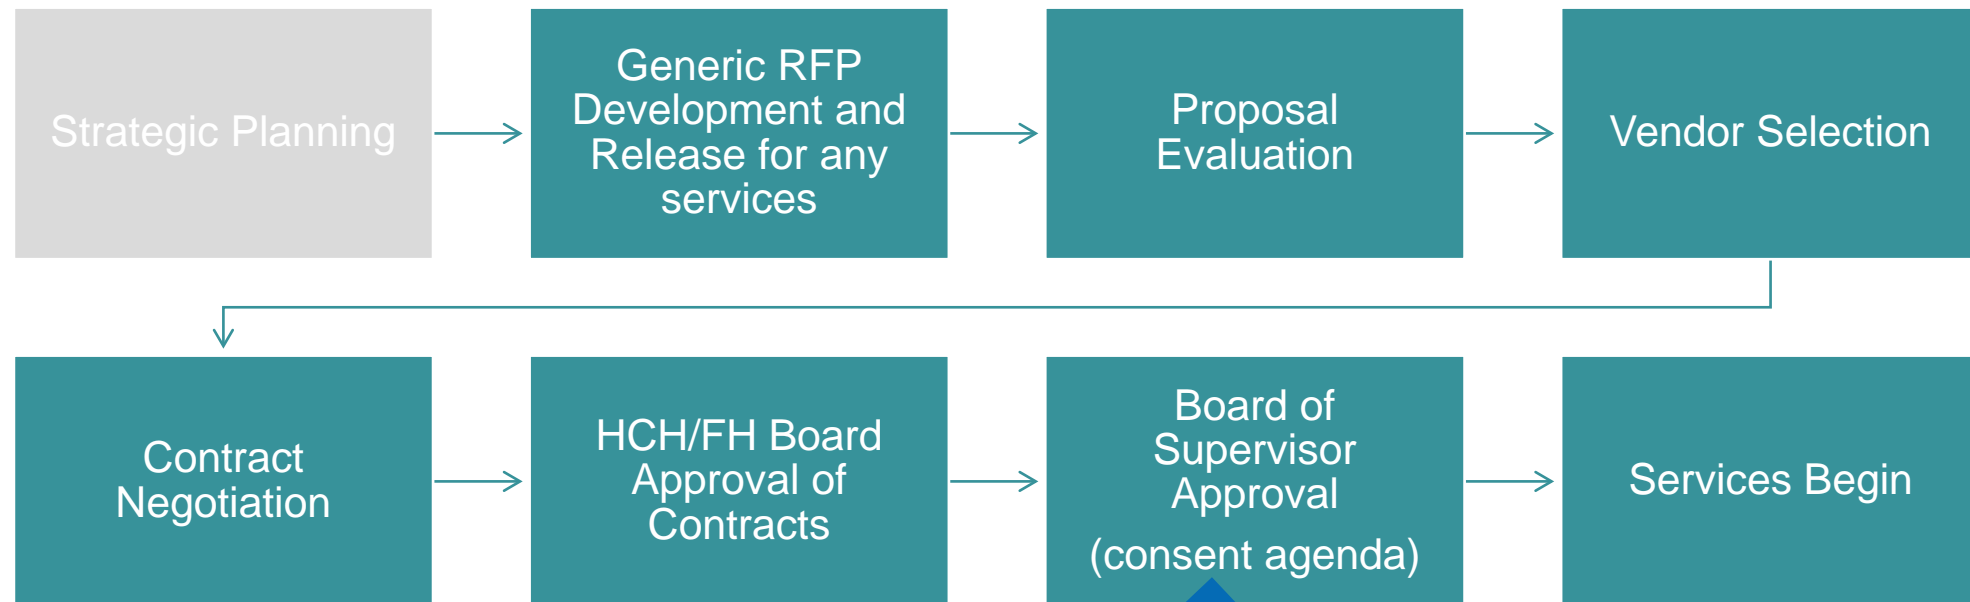 Strategic Planning
Generic RFP
Development and
Release for any
services
Proposal
Evaluation
Vendor Selection
Contract
Negotiation
HCH/FH Board
Approval of
Contracts
Board of
Supervisor
Approval
(consent agenda)
Services Begin